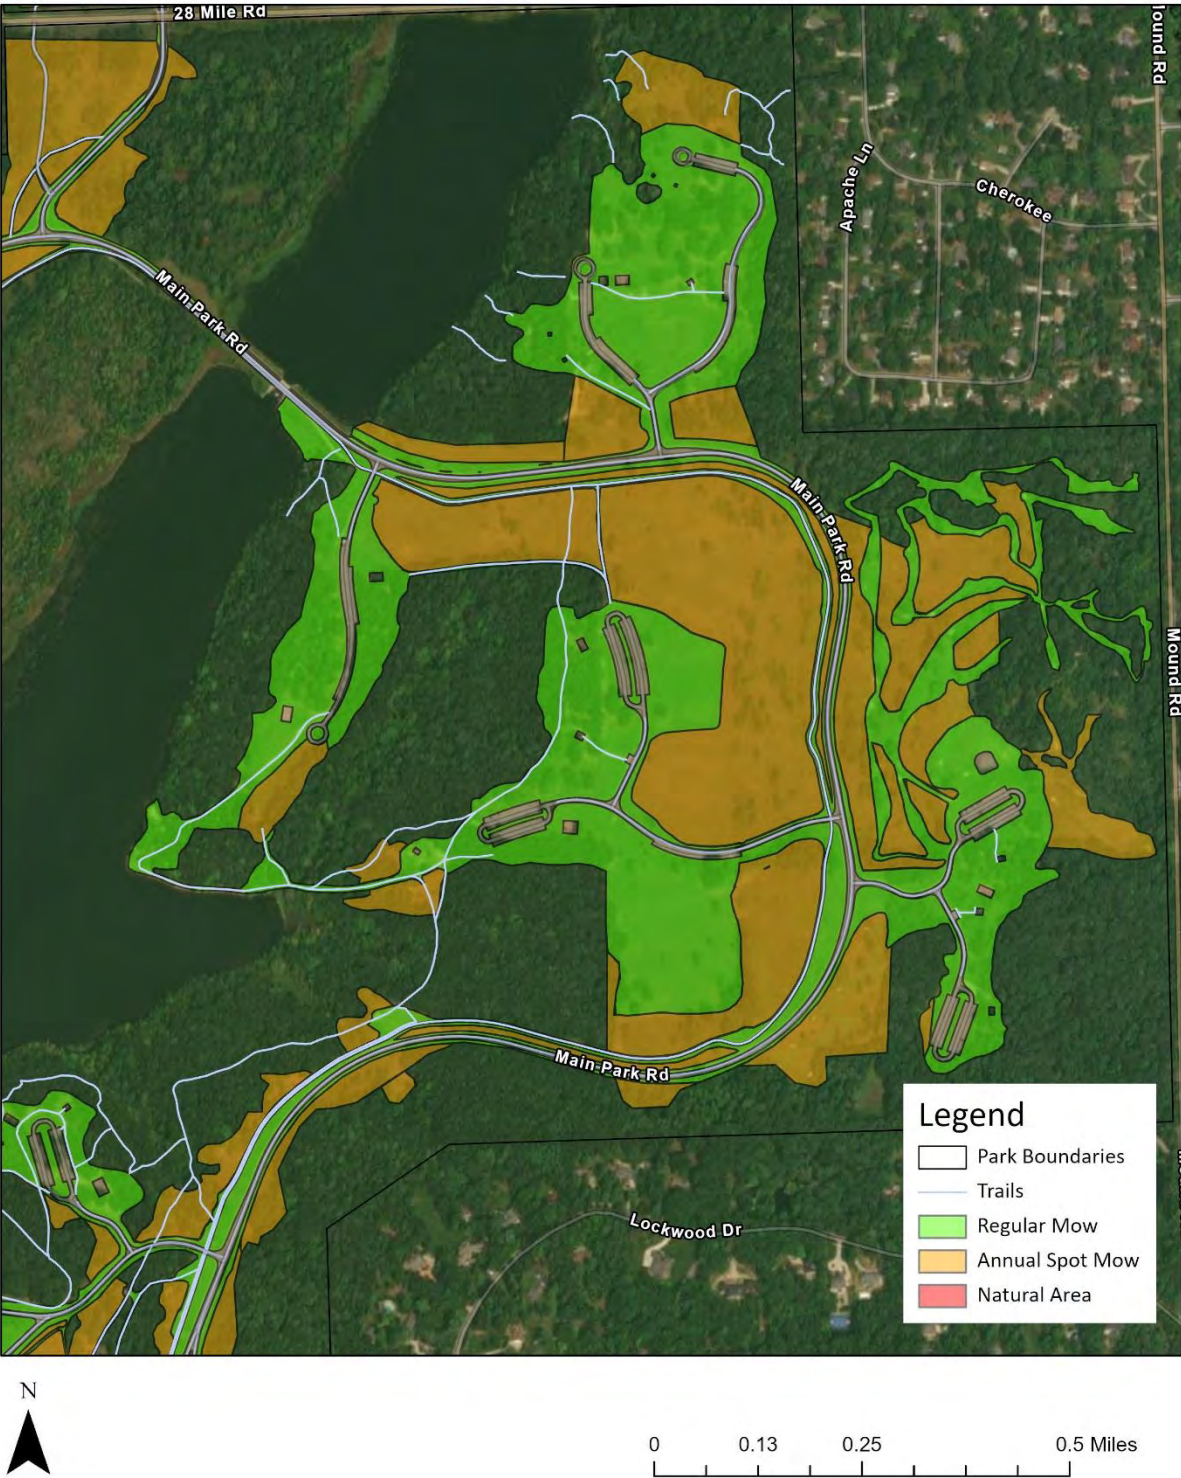 28 Mile Rd
ound Rd
Apache Ln
Cherokee
Main Park Rd
Main Park Rd
Mound Rd
Main Park Rd
Legend
Park Boundaries
Trails
Regular Mow
Annual Spot Mow
Natural Area
Lockwood Dr
N
0 0.13 0.25 0.5 Miles